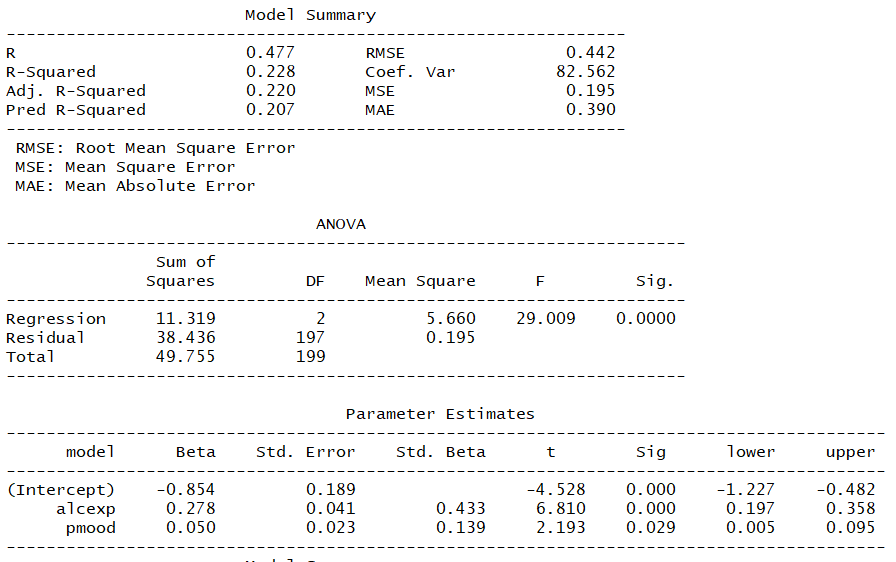 Model Summary
---------------------------------------------------------------
R                       0.477       RMSE                0.442
R-Squared               0.228       Coef. Var          82.562
Adj. R-Squared          0.220       MSE                 0.195
Pred R-Squared          0.207       MAE                 0.390
---------------------------------------------------------------
RMSE: Root Mean Square Error
MSE: Mean Square Error
MAE: Mean Absolute Error
ANOVA
---------------------------------------------------------------------
Sum of
Squares         DF    Mean Square      F         Sig.
---------------------------------------------------------------------
Regression     11.319          2          5.660    29.009    0.0000
Residual       38.436        197          0.195
Total          49.755        199
---------------------------------------------------------------------
Parameter Estimates
-----------------------------------------------------------------------------------------
model      Beta    Std. Error    Std. Beta      t        Sig      lower     upper
-----------------------------------------------------------------------------------------
(Intercept)    -0.854         0.189                 -4.528    0.000    -1.227    -0.482
alcexp     0.278         0.041        0.433     6.810    0.000     0.197     0.358
pmood     0.050         0.023        0.139     2.193    0.029     0.005     0.095
-----------------------------------------------------------------------------------------